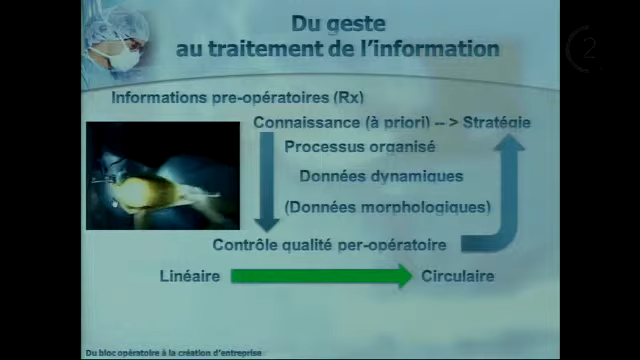 Du geste
au traitement de l'information
2
Informations pre-opératoires (Rx)
Connaissance (à priori) -- > Stratégie
Processus organisé
Données dynamiques
(Données morphologiques)
Contrôle qualité per-opératoire
Linéaire
Circulaire
Du bloc opératoire à la création d'entreprise